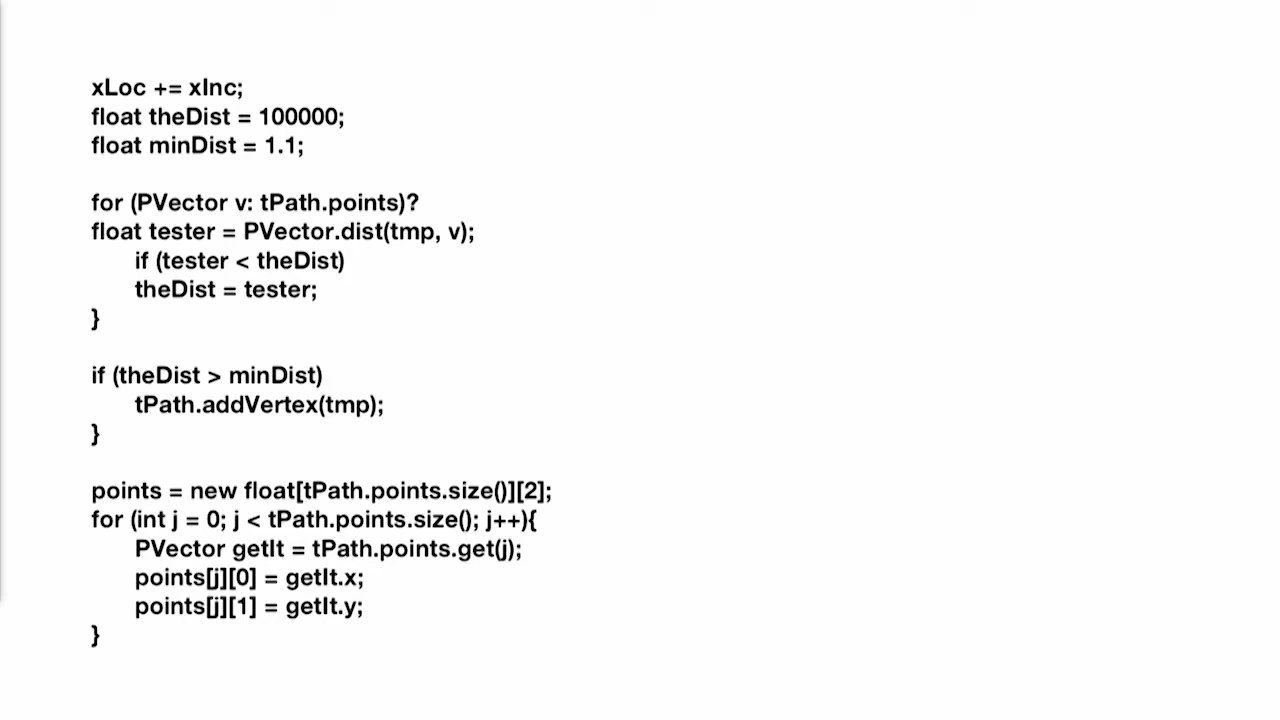 xLoc += xInc;
float theDist = 100000;
float minDist = 1.1;
for (PVector v: tPath.points)?
float tester = PVector.dist(tmp, v);
if (tester < theDist)
theDist = tester;
}
if (theDist > minDist)
tPath.addVertex(tmp);
}
points = new float[tPath.points.size()][2];
for (int j = 0; j < tPath.points.size(); j++){
PVector getIt = tPath.points.get(j);
points[j][0] = getIt.x;
points[j][1] = getIt.y;
}